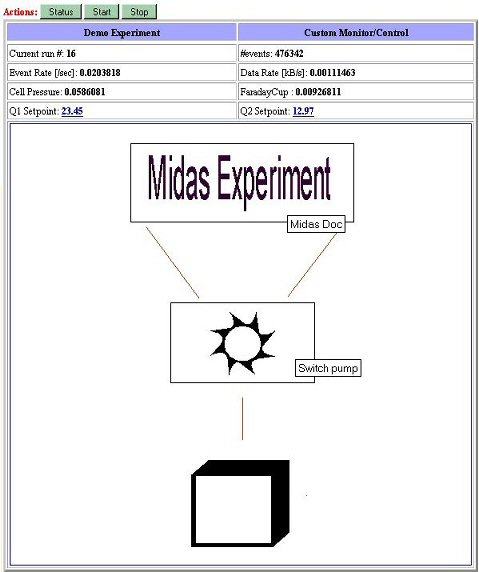 Actions: Status Start Stop
Demo Experiment Custom Monitor/Control
Current run #: 16 #events: 476342
Event Rate [/sec]: 0.0203818 Data Rate [kB/s]: 0.00111463
Cell Pressure: 0.0586081 FaradayCup : 0.00926811
Q1 Setpoint: 23.45 Q2 Setpoint: 12.97
Midas Experiment
Midas Doc
Switch pump